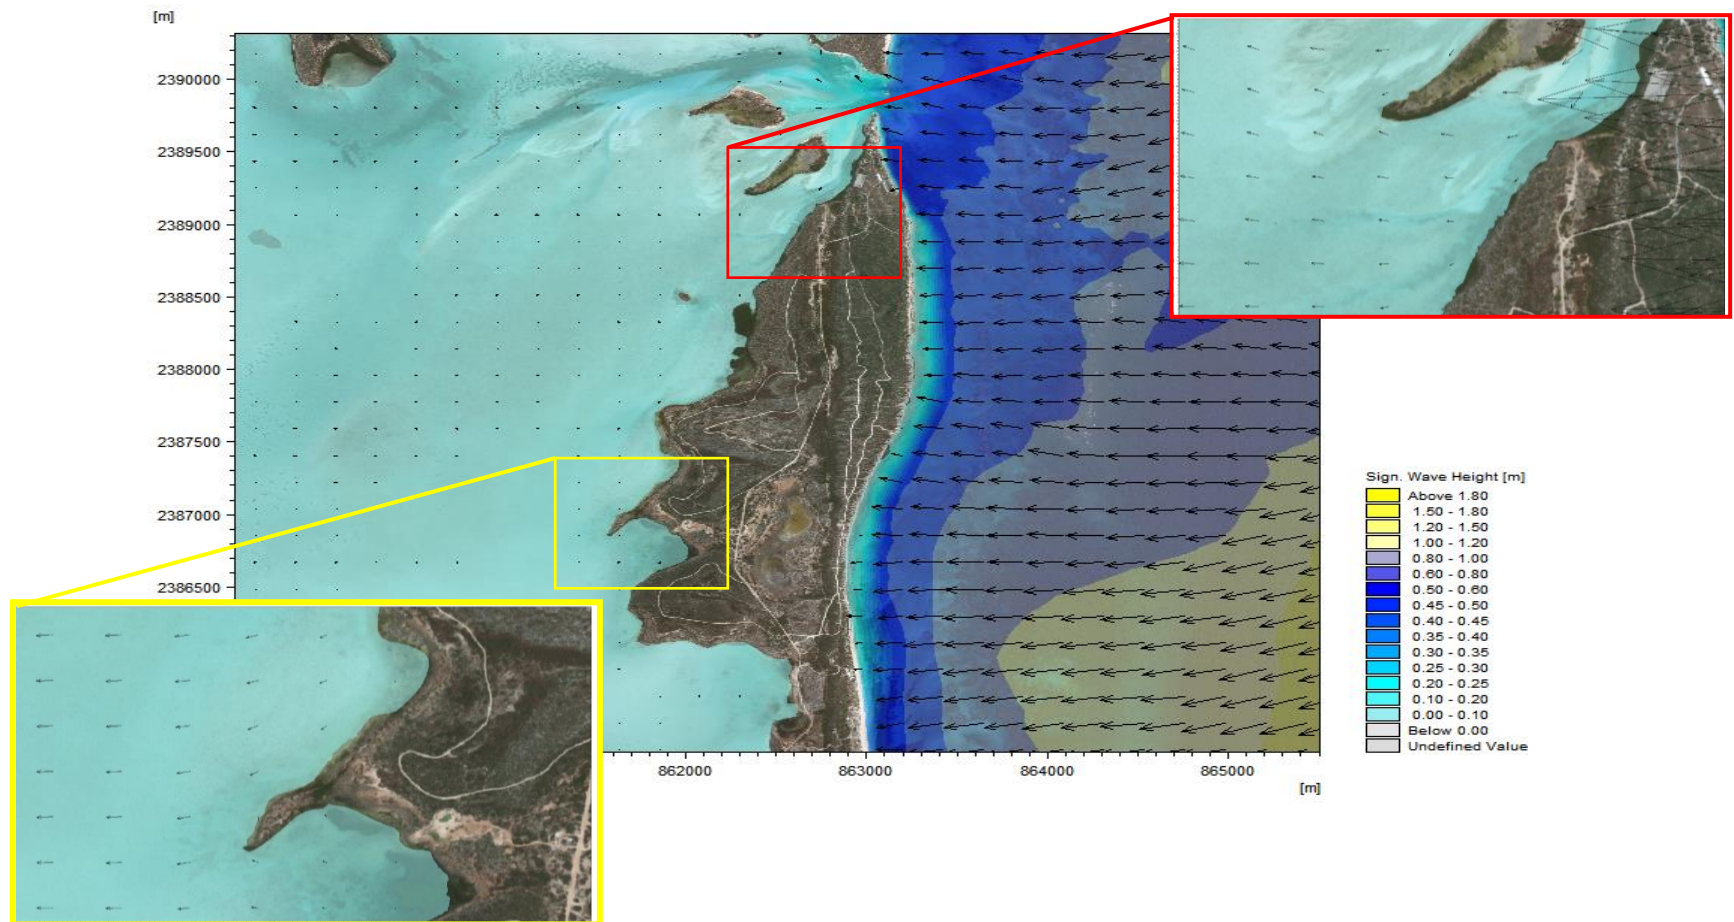 [m]
2390000
2389500
2389000
2388500
2388000
2387500
2387000
2386500
862000
863000
864000
865000
[m]
Sign. Wave Height [m]
Above 1.80
1.50 - 1.80
1.20 - 1.50
1.00 - 1.20
0.80 - 1.00
0.60 - 0.80
0.50 - 0.60
0.45 - 0.50
0.40 - 0.45
0.35 - 0.40
0.30 - 0.35
0.25 - 0.30
0.20 - 0.25
0.10 - 0.20
0.00 - 0.10
Below 0.00
Undefined Value